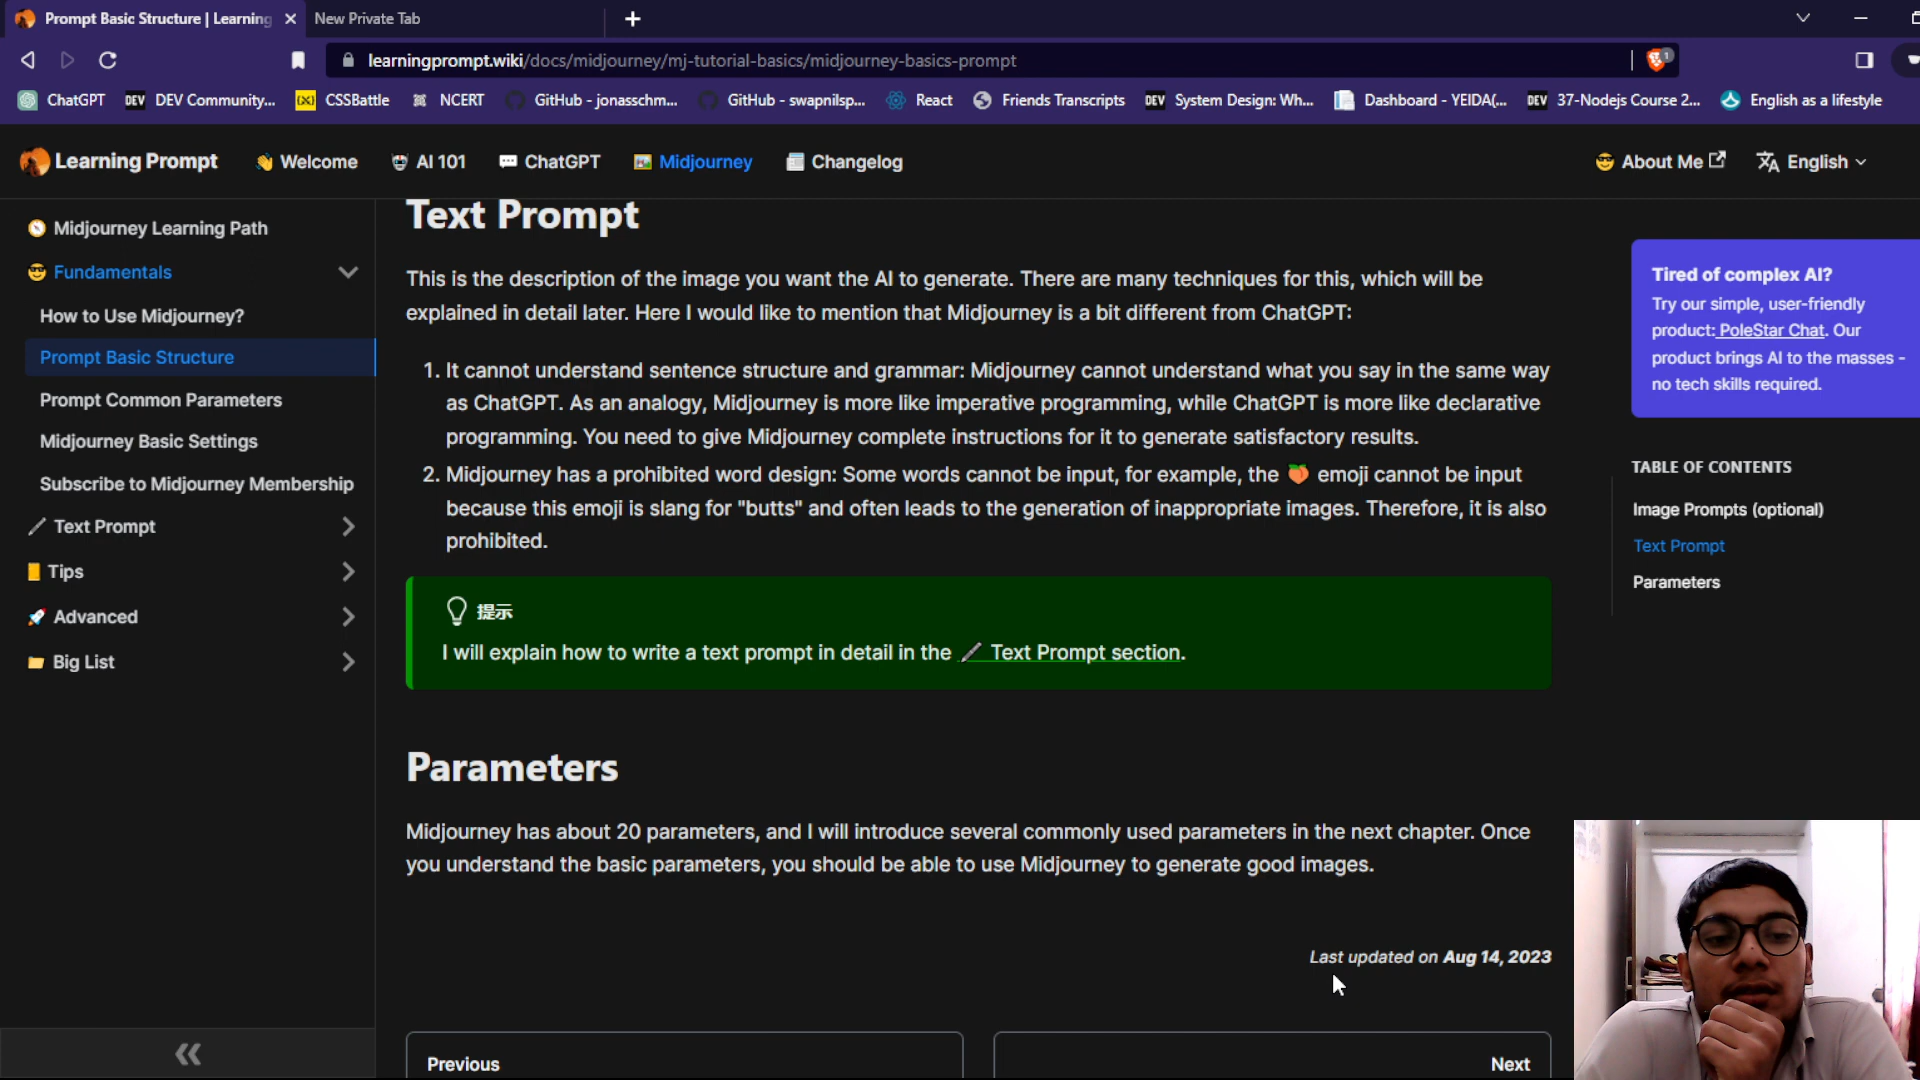 Prompt Basic Structure | Learning
New Private Tab
learningprompt.wiki/docs/midjourney/mj-tutorial-basics/midjourney-basics-prompt
1
ChatGPT
DEV DEV Community...
CSSBattle
NCERT
GitHub - jonasschm...
GitHub - swapnilsp...
React
Friends Transcripts
DEV System Design: Wh...
Dashboard - YEIDA(...
DEV 37-Nodejs Course 2...
English as a lifestyle
Learning Prompt
👋 Welcome
🤖 AI 101
💬 ChatGPT
🖼️ Midjourney
Changelog
😎 About Me
English
🧭 Midjourney Learning Path
😎 Fundamentals
How to Use Midjourney?
Prompt Basic Structure
Prompt Common Parameters
Midjourney Basic Settings
Subscribe to Midjourney Membership
Text Prompt
📒 Tips
🚀 Advanced
📁 Big List
Text Prompt
This is the description of the image you want the AI to generate. There are many techniques for this, which will be
explained in detail later. Here I would like to mention that Midjourney is a bit different from ChatGPT:
1. It cannot understand sentence structure and grammar: Midjourney cannot understand what you say in the same way
as ChatGPT. As an analogy, Midjourney is more like imperative programming, while ChatGPT is more like declarative
programming. You need to give Midjourney complete instructions for it to generate satisfactory results.
2. Midjourney has a prohibited word design: Some words cannot be input, for example, the 🍑 emoji cannot be input
because this emoji is slang for "butts" and often leads to the generation of inappropriate images. Therefore, it is also
prohibited.
提示
I will explain how to write a text prompt in detail in the Text Prompt section.
Parameters
Midjourney has about 20 parameters, and I will introduce several commonly used parameters in the next chapter. Once
you understand the basic parameters, you should be able to use Midjourney to generate good images.
Last updated on Aug 14, 2023
Previous
Next
Tired of complex AI?
Try our simple, user-friendly
product: PoleStar Chat. Our
product brings AI to the masses -
no tech skills required.
TABLE OF CONTENTS
Image Prompts (optional)
Text Prompt
Parameters